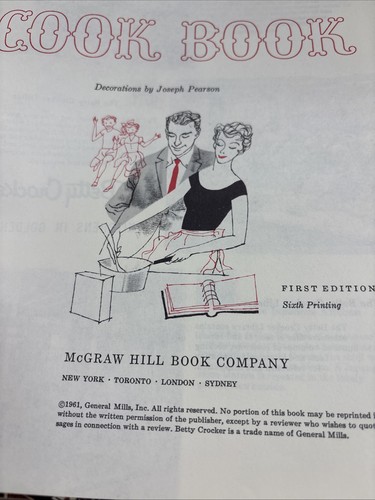 COOK BOOK
Decorations by Joseph Pearson
FIRST EDITION
Sixth Printing
McGRAW HILL BOOK COMPANY
NEW YORK · TORONTO · LONDON · SYDNEY
©1961, General Mills, Inc. All rights reserved. No portion of this book may be reprinted
without the written permission of the publisher, except by a reviewer who wishes to quot
sages in connection with a review. Betty Crocker is a trade name of General Mills.